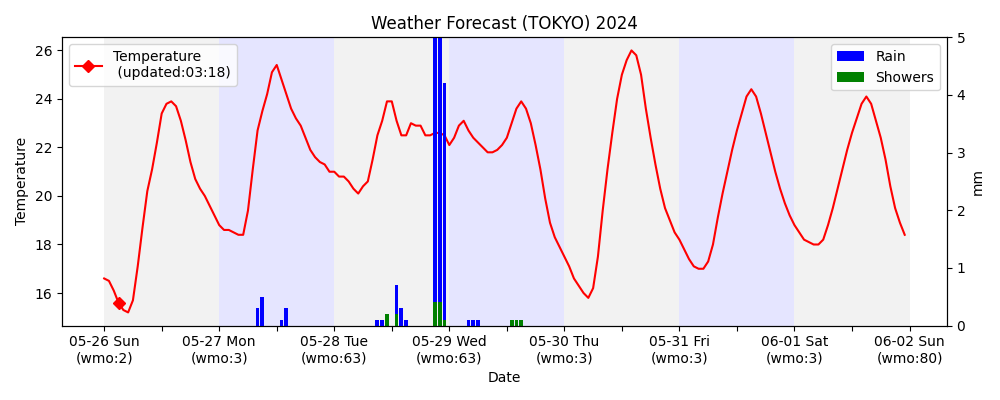 Weather Forecast (TOKYO) 2024
Temperature
(updated:03:18)
Rain
Showers
26
24
22
20
18
16
Temperature
5
4
3
2
1
0
mm
05-26 Sun
(wmo:2)
05-27 Mon
(wmo:3)
05-28 Tue
(wmo:63)
05-29 Wed
(wmo:63)
05-30 Thu
(wmo:3)
05-31 Fri
(wmo:3)
06-01 Sat
(wmo:3)
06-02 Sun
(wmo:80)
Date